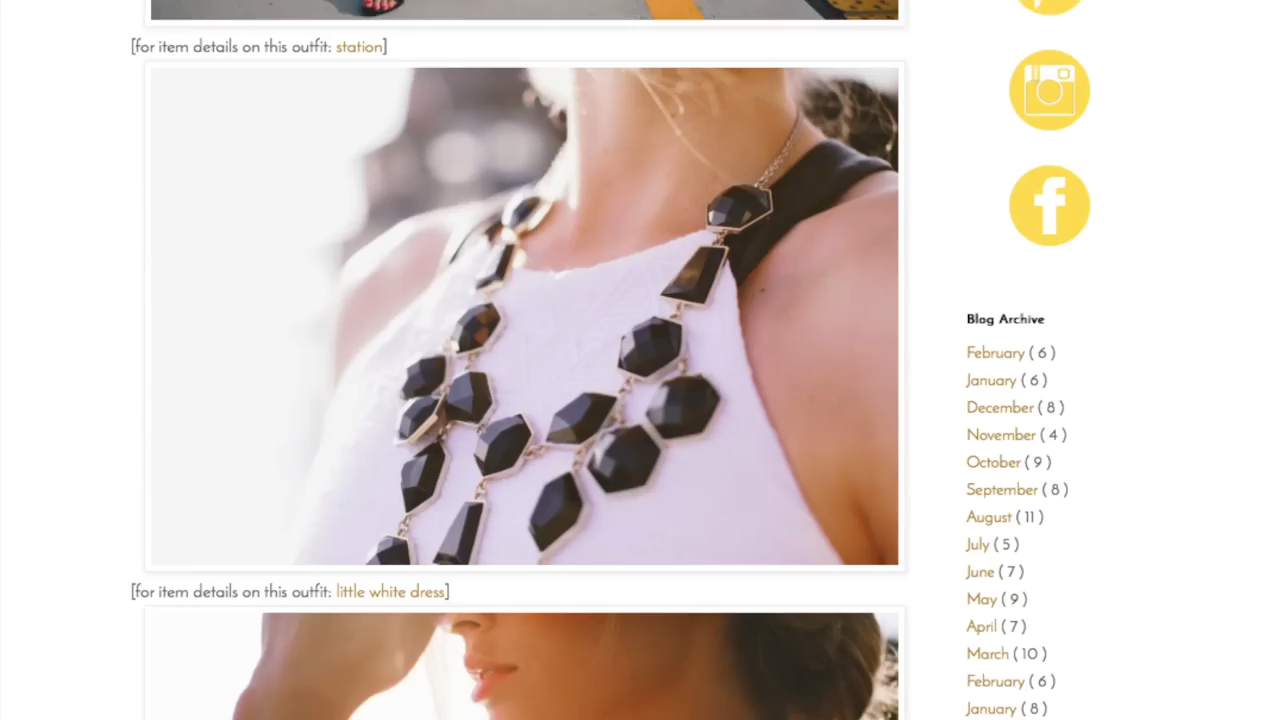 [for item details on this outfit: station]
[for item details on this outfit: little white dress]
f
Blog Archive
February ( 6 )
January ( 6 )
December ( 8 )
November ( 4 )
October ( 9 )
September ( 8 )
August ( 11 )
July ( 5 )
June ( 7 )
May ( 9 )
April ( 7 )
March ( 10 )
February ( 6 )
January ( 8 )